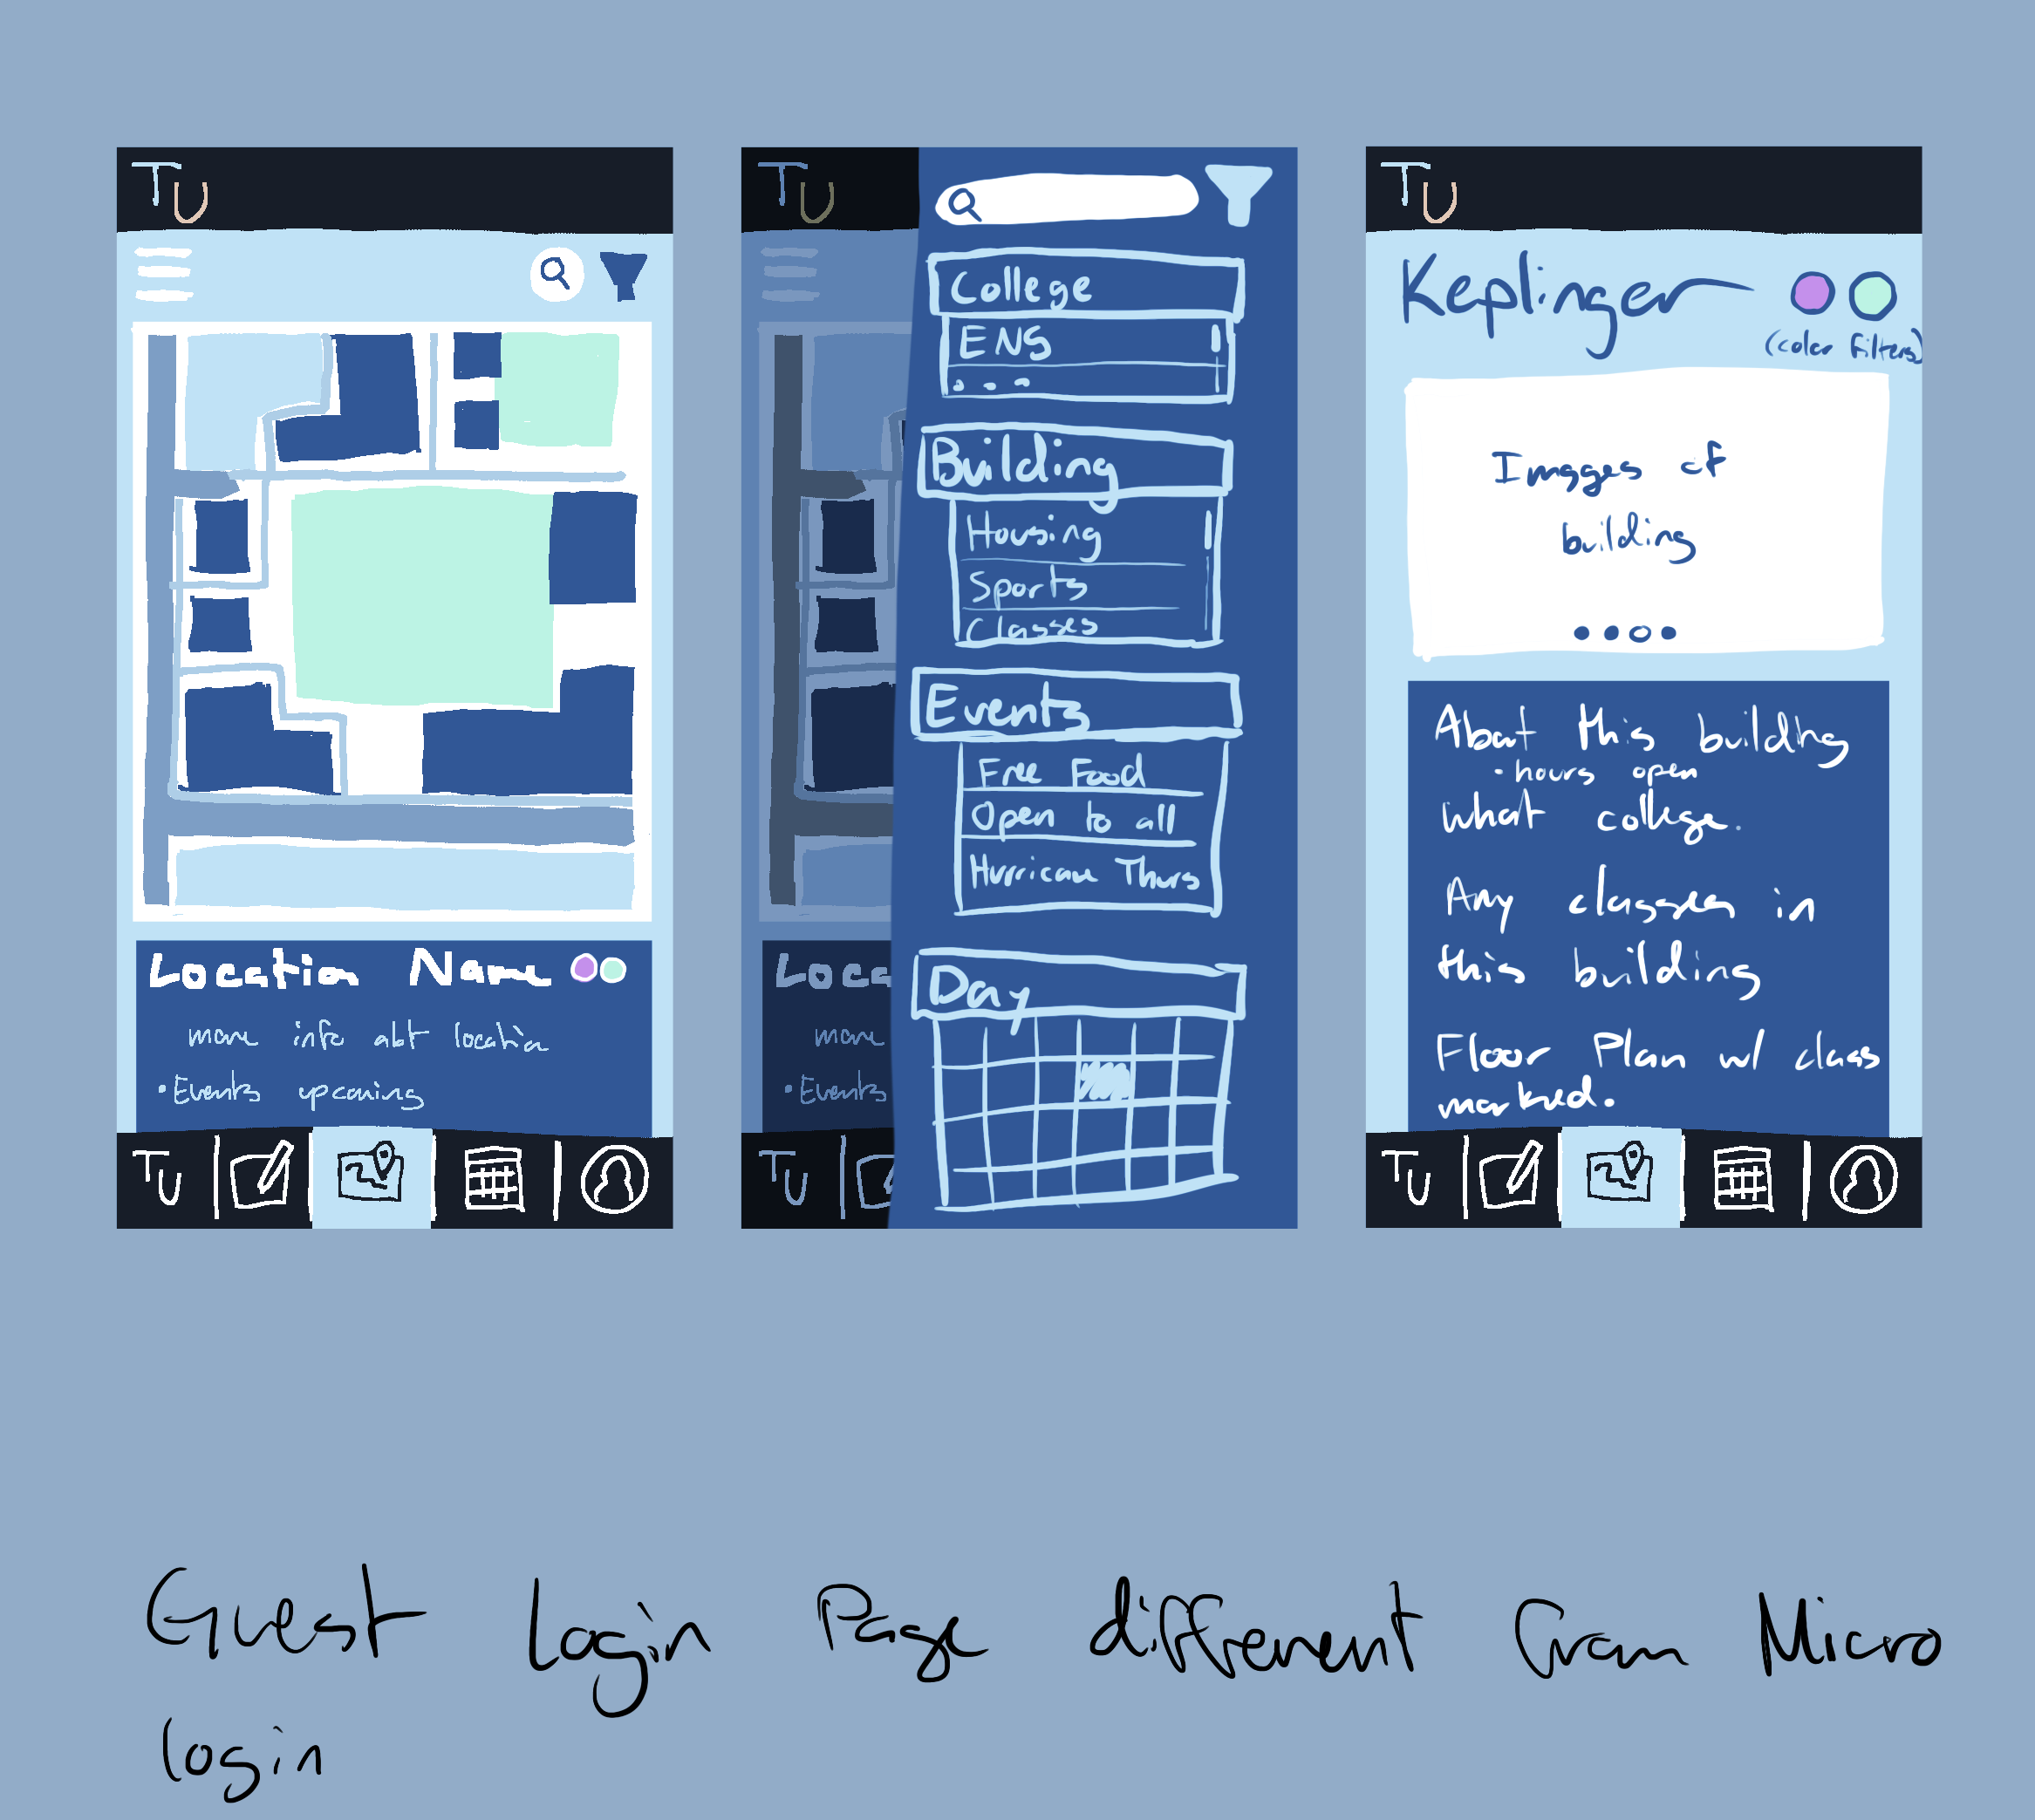 TU
Location Name
more info abt location
• Events upcoming
TU
TU
College
ENS
...
Building
Housing
Sports
Classes
Events
Free Food
Open to all
Hurricane Thurs
Day
Loca
more
• Events
TU
TU
Keplinger
(color filters)
Images of
building
About this building
• hours open
what college.
Any classes in
this building
Floor Plan w/ class
marked.
TU
Guest Login Page different from Micro
login